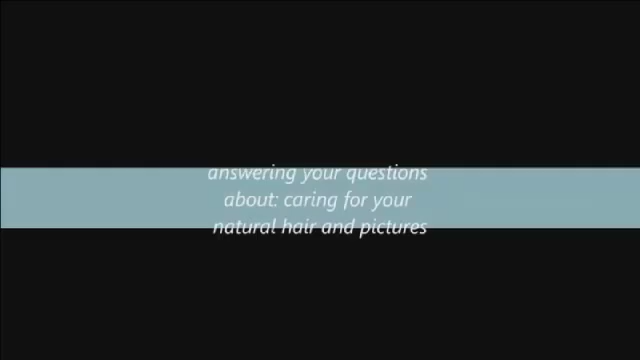 answering your questions
about: caring for your
natural hair and pictures